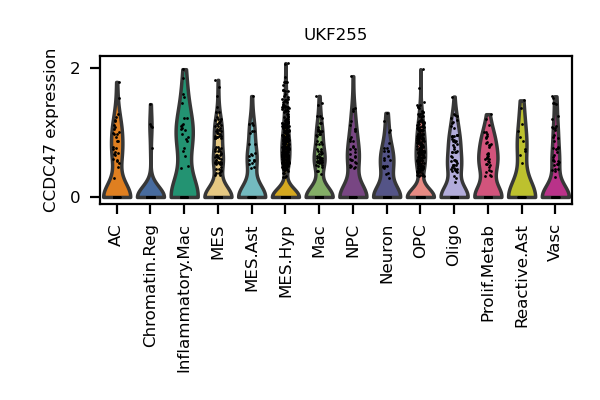 UKF255
CCDC47 expression
2
0
AC
Chromatin.Reg
Inflammatory.Mac
MES
MES.Ast
MES.Hyp
Mac
NPC
Neuron
OPC
Oligo
Prolif.Metab
Reactive.Ast
Vasc